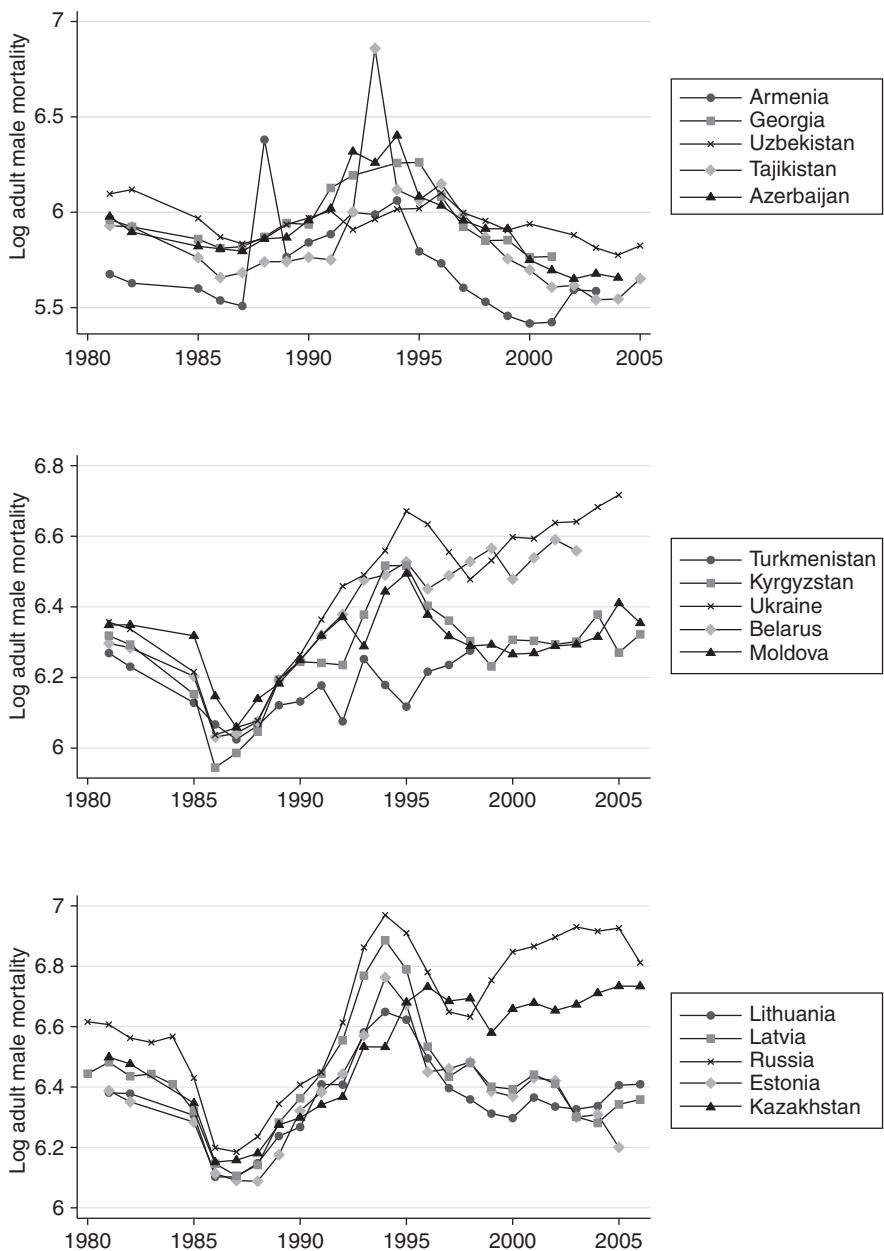 Log adult male mortality
7
6.5
6
5.5
1980 1985 1990 1995 2000 2005
Armenia
Georgia
Uzbekistan
Tajikistan
Azerbaijan
Log adult male mortality
6.8
6.6
6.4
6.2
6
1980 1985 1990 1995 2000 2005
Turkmenistan
Kyrgyzstan
Ukraine
Belarus
Moldova
Log adult male mortality
7
6.8
6.6
6.4
6.2
6
1980 1985 1990 1995 2000 2005
Lithuania
Latvia
Russia
Estonia
Kazakhstan